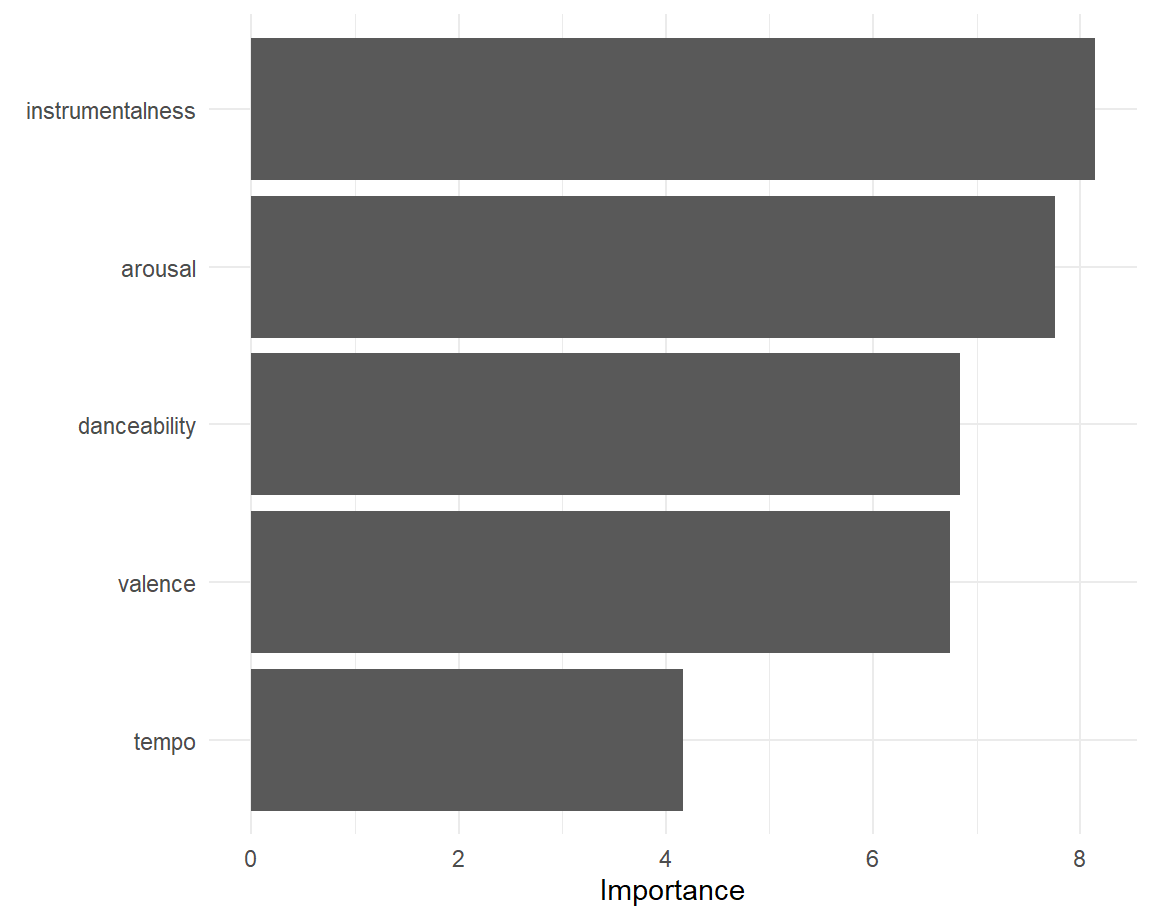 instrumentalness
arousal
danceability
valence
tempo
0 2 4 6 8
Importance